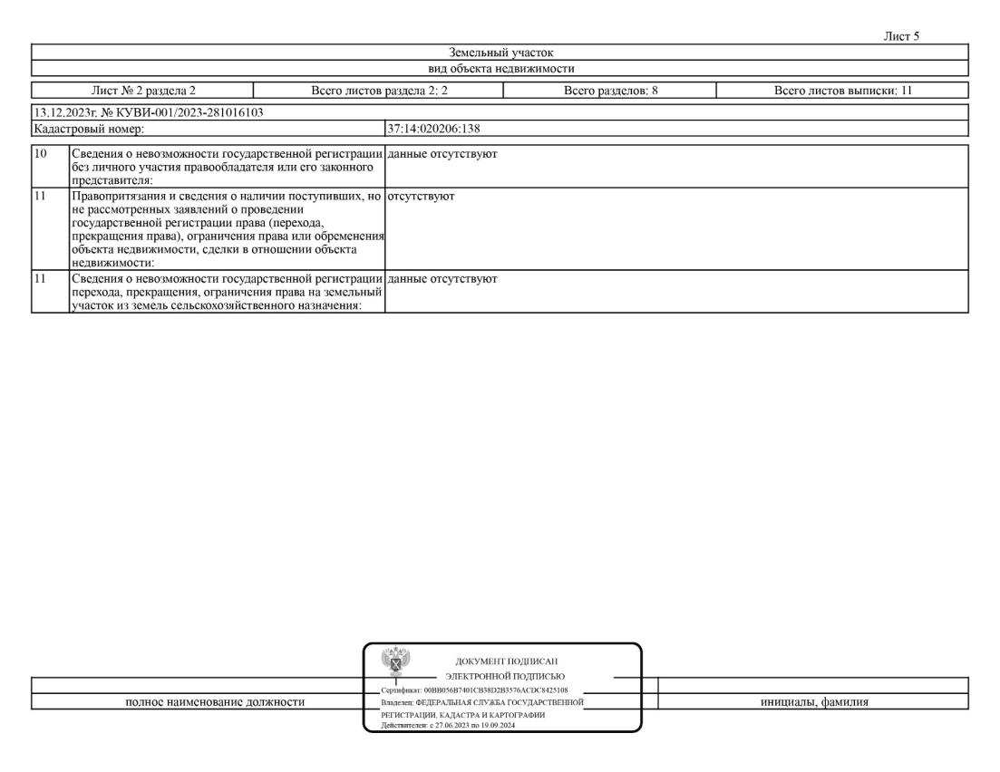 Лист 5
Земельный участок
вид объекта недвижимости
Лист № 2 раздела 2 Всего листов раздела 2: 2 Всего разделов: 8 Всего листов выписки: 11
13.12.2023г. № КУВИ-001/2023-281016103
Кадастровый номер: 37:14:020206:138
10 Сведения о невозможности государственной регистрации данные отсутствуют
без личного участия правообладателя или его законного
представителя:
11 Правопритязания и сведения о наличии поступивших, но отсутствуют
не рассмотренных заявлений о проведении
государственной регистрации права (перехода,
прекращения права), ограничения права или обременения
объекта недвижимости, сделки в отношении объекта
недвижимости:
11 Сведения о невозможности государственной регистрации данные отсутствуют
перехода, прекращения, ограничения права на земельный
участок из земель сельскохозяйственного назначения:
ДОКУМЕНТ ПОДПИСАН
ЭЛЕКТРОННОЙ ПОДПИСЬЮ
Сертификат: 00BB056B7401CB38D2B3576ACDC8425108
Владелец: ФЕДЕРАЛЬНАЯ СЛУЖБА ГОСУДАРСТВЕННОЙ
РЕГИСТРАЦИИ, КАДАСТРА И КАРТОГРАФИИ
Действителен: с 27.06.2023 по 19.09.2024
полное наименование должности
инициалы, фамилия